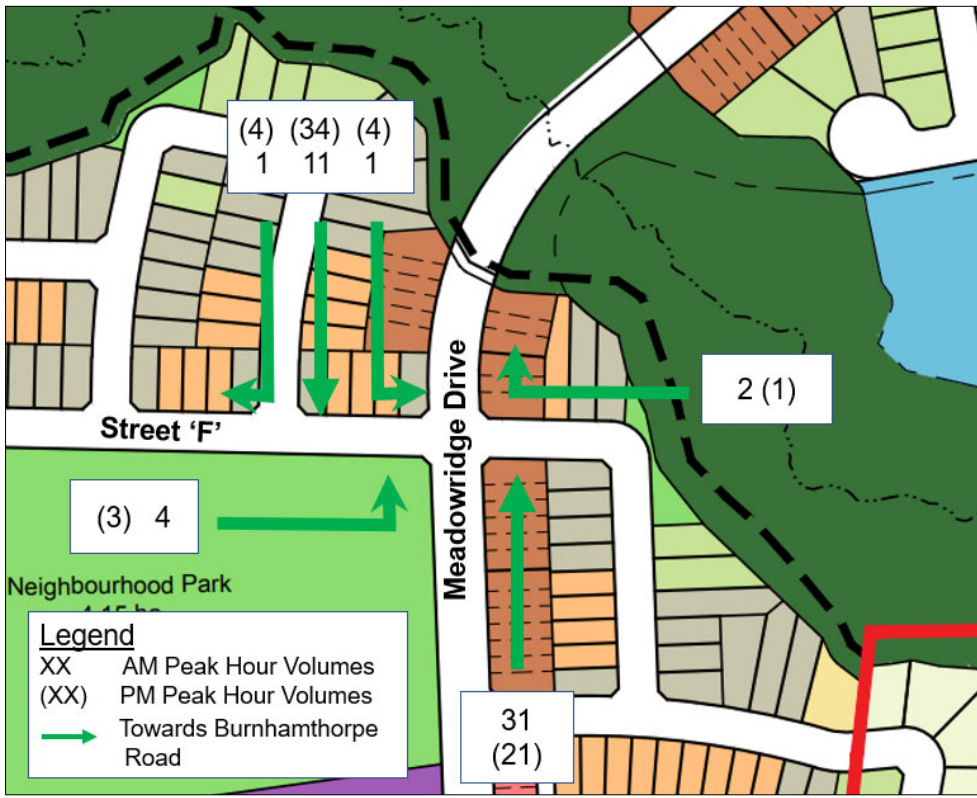 (4) (34) (4)
1 11 1
2 (1)
Meadowridge Drive
Street 'F'
(3) 4
Neighbourhood Park
Legend
XX AM Peak Hour Volumes
(XX) PM Peak Hour Volumes
Towards Burnhamthorpe
Road
31
(21)